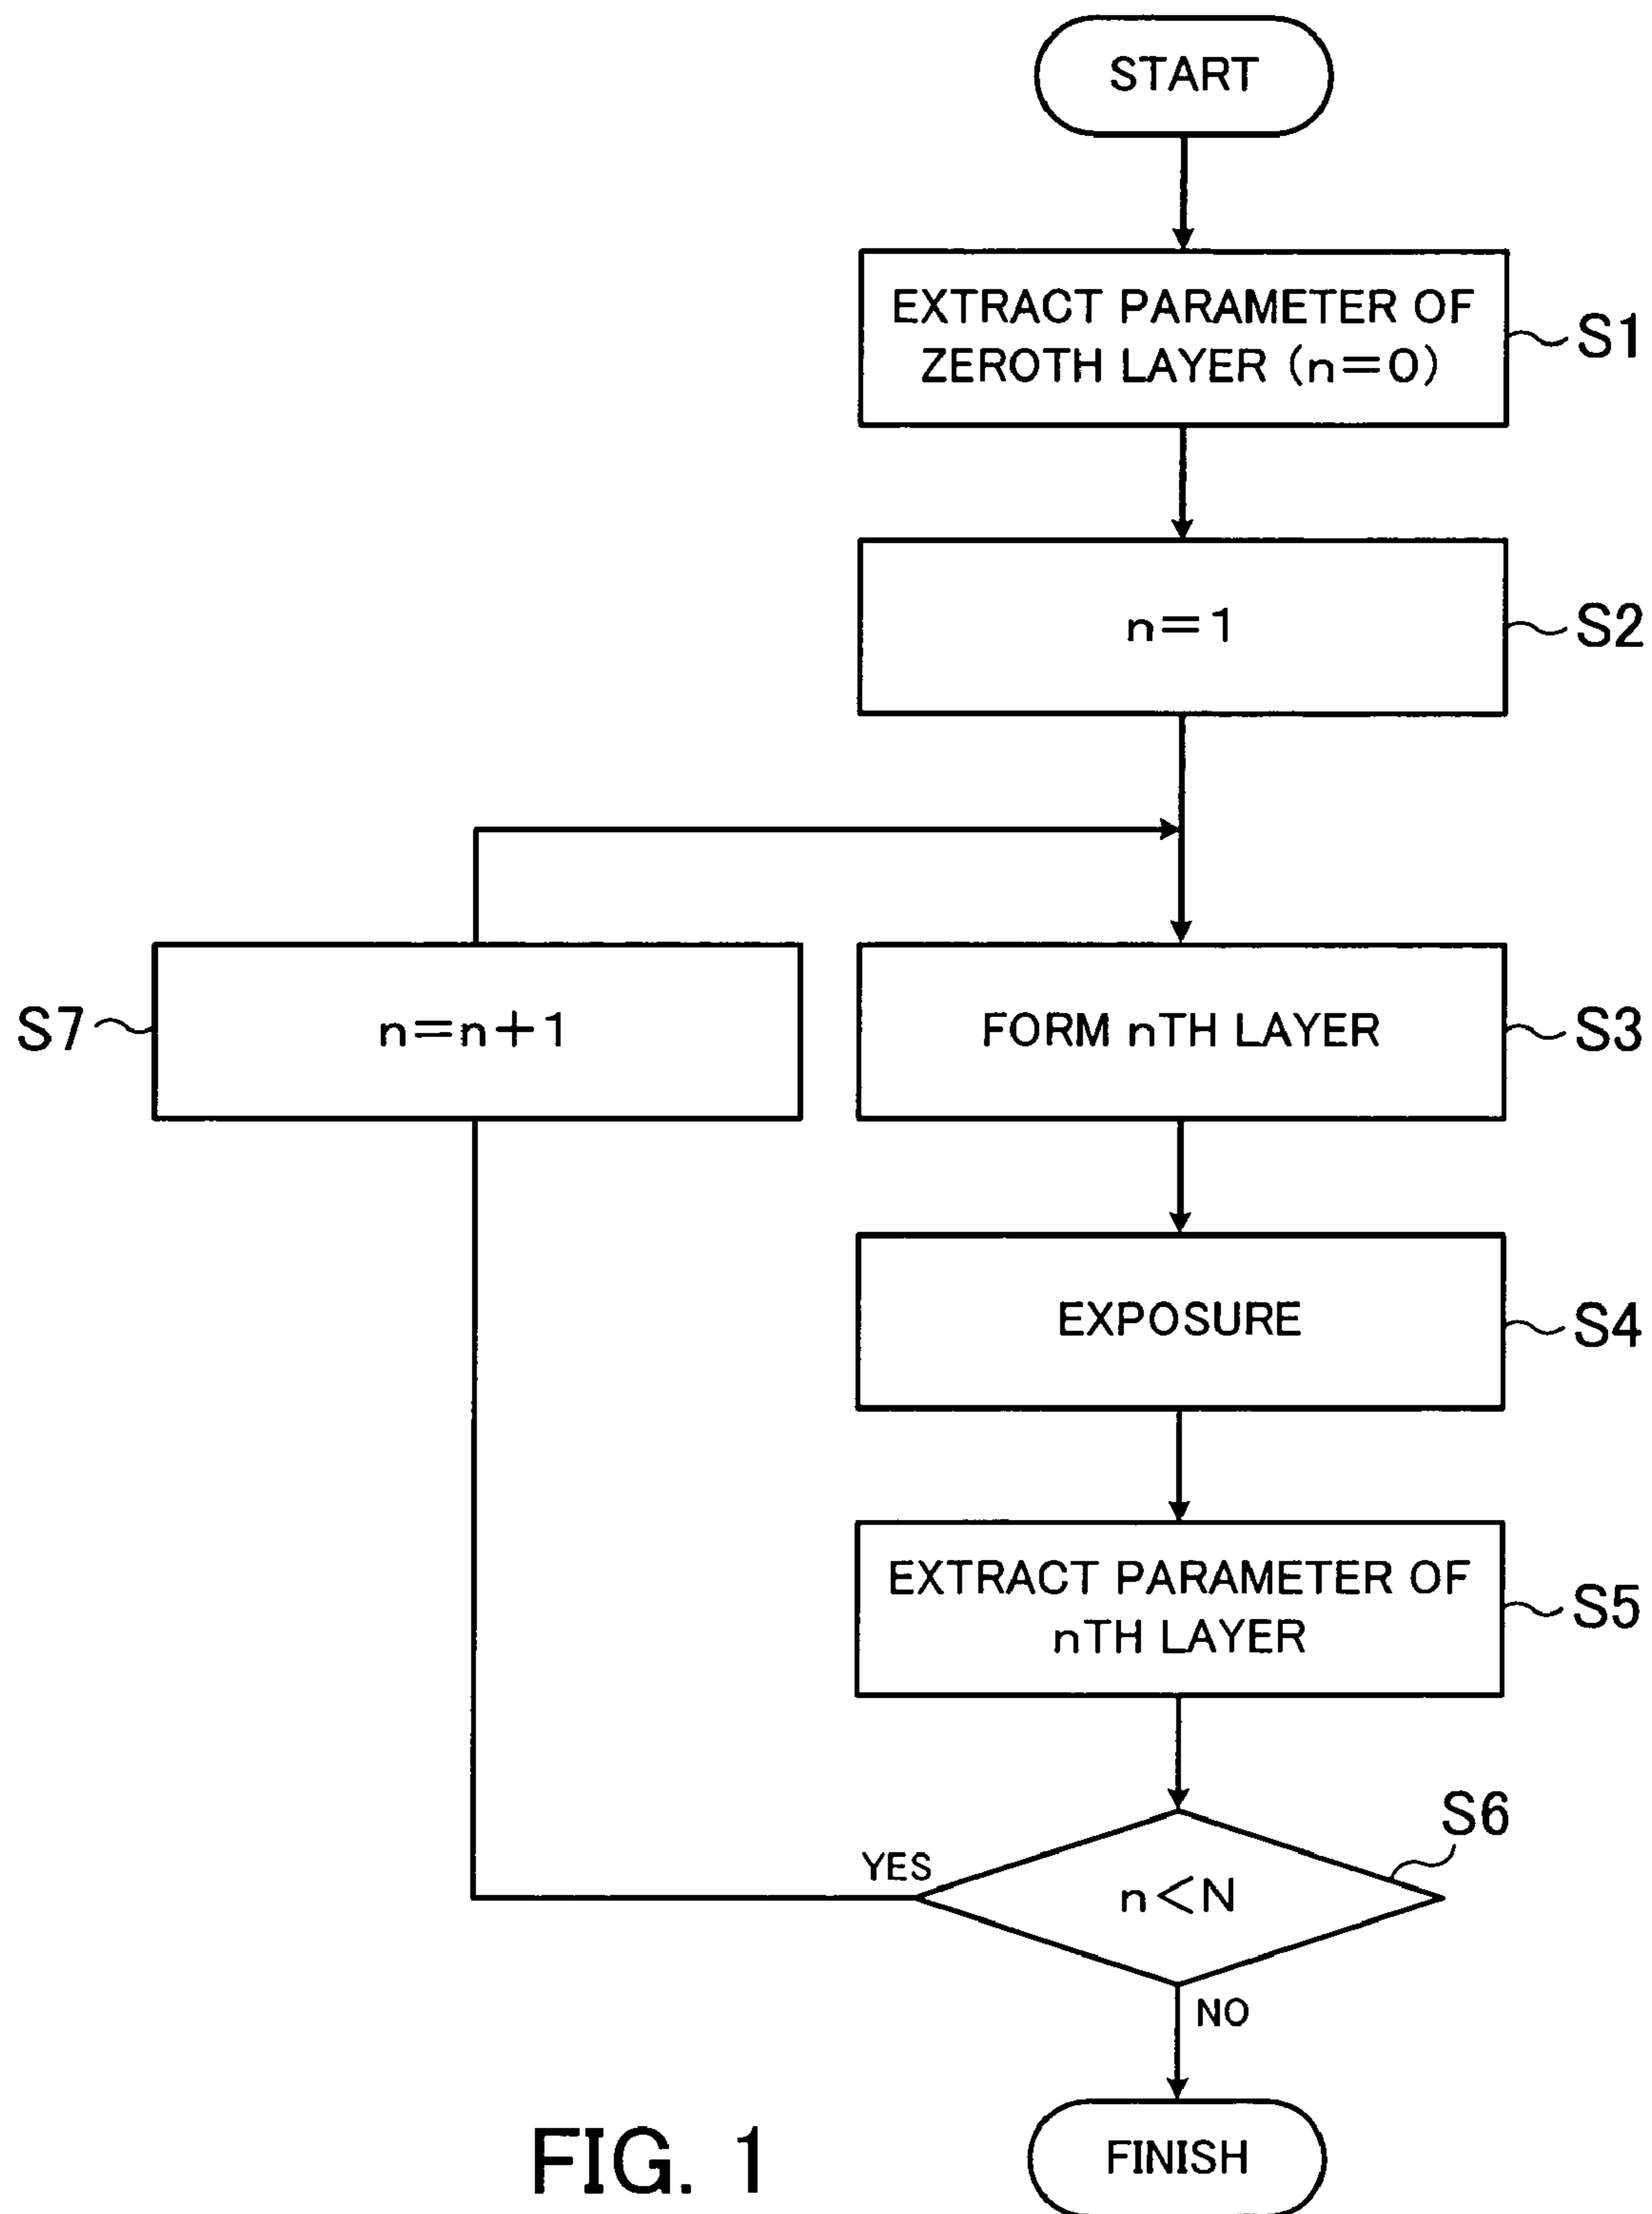 START
EXTRACT PARAMETER OF
ZEROTH LAYER (n=0)
S1
n=1
S2
S7
n=n+1
FORM nTH LAYER
S3
EXPOSURE
S4
EXTRACT PARAMETER OF
nTH LAYER
S5
S6
YES
n<N
NO
FINISH
FIG. 1